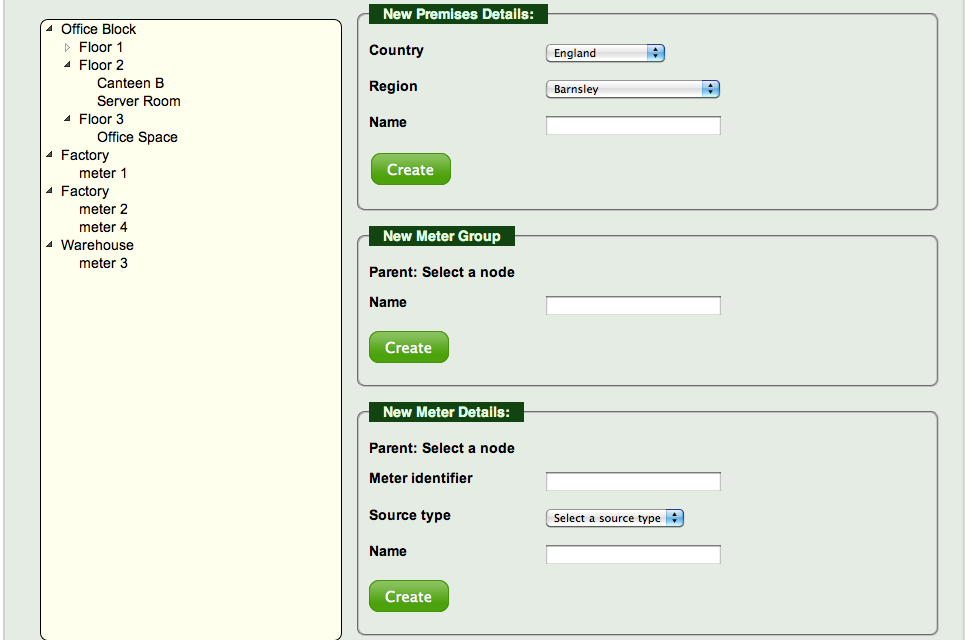 Office Block
Floor 1
Floor 2
Canteen B
Server Room
Floor 3
Office Space
Factory
meter 1
Factory
meter 2
meter 4
Warehouse
meter 3
New Premises Details:
Country England
Region Barnsley
Name
Create
New Meter Group
Parent: Select a node
Name
Create
New Meter Details:
Parent: Select a node
Meter identifier
Source type Select a source type
Name
Create